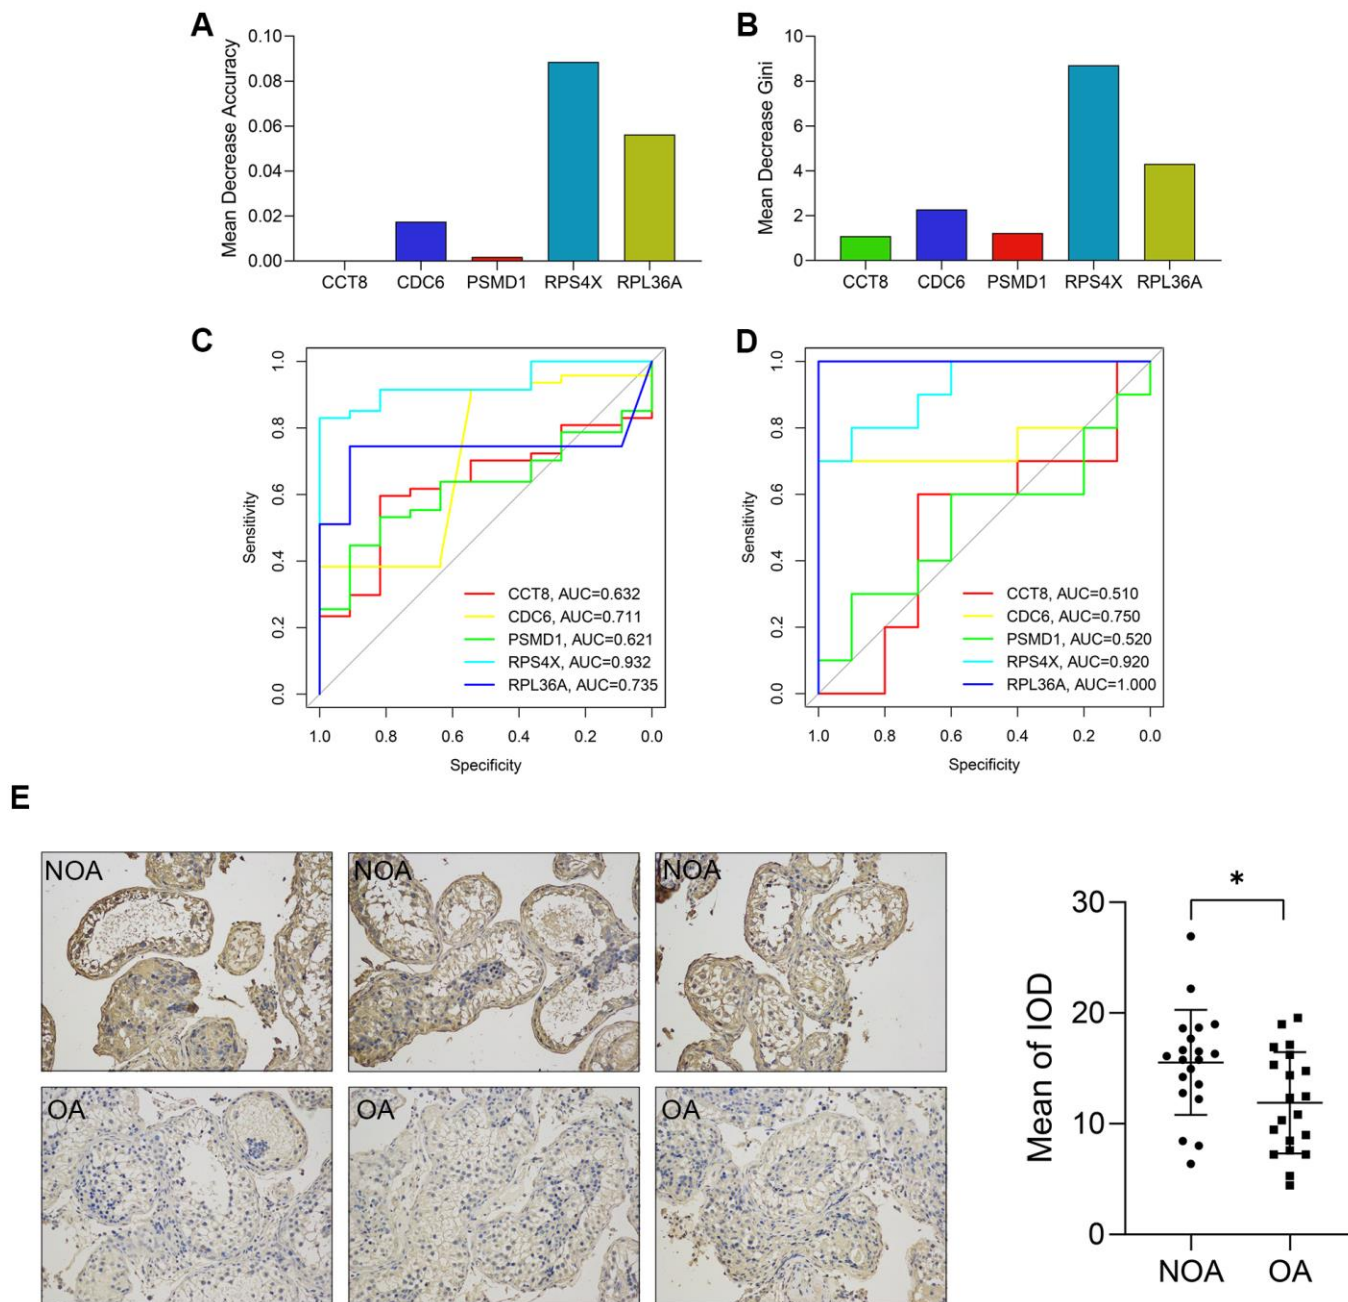 A
Mean Decrease Accuracy
0.10
0.08
0.06
0.04
0.02
0.00
CCT8 CDC6 PSMD1 RPS4X RPL36A
B
Mean Decrease Gini
10
8
6
4
2
0
CCT8 CDC6 PSMD1 RPS4X RPL36A
C
Sensitivity
1.0
0.8
0.6
0.4
0.2
0.0
CCT8, AUC=0.632
CDC6, AUC=0.711
PSMD1, AUC=0.621
RPS4X, AUC=0.932
RPL36A, AUC=0.735
1.0 0.8 0.6 0.4 0.2 0.0
Specificity
D
Sensitivity
1.0
0.8
0.6
0.4
0.2
0.0
CCT8, AUC=0.510
CDC6, AUC=0.750
PSMD1, AUC=0.520
RPS4X, AUC=0.920
RPL36A, AUC=1.000
1.0 0.8 0.6 0.4 0.2 0.0
Specificity
E
NOA
NOA
NOA
OA
OA
OA
Mean of IOD
30
20
10
0
*
NOA OA